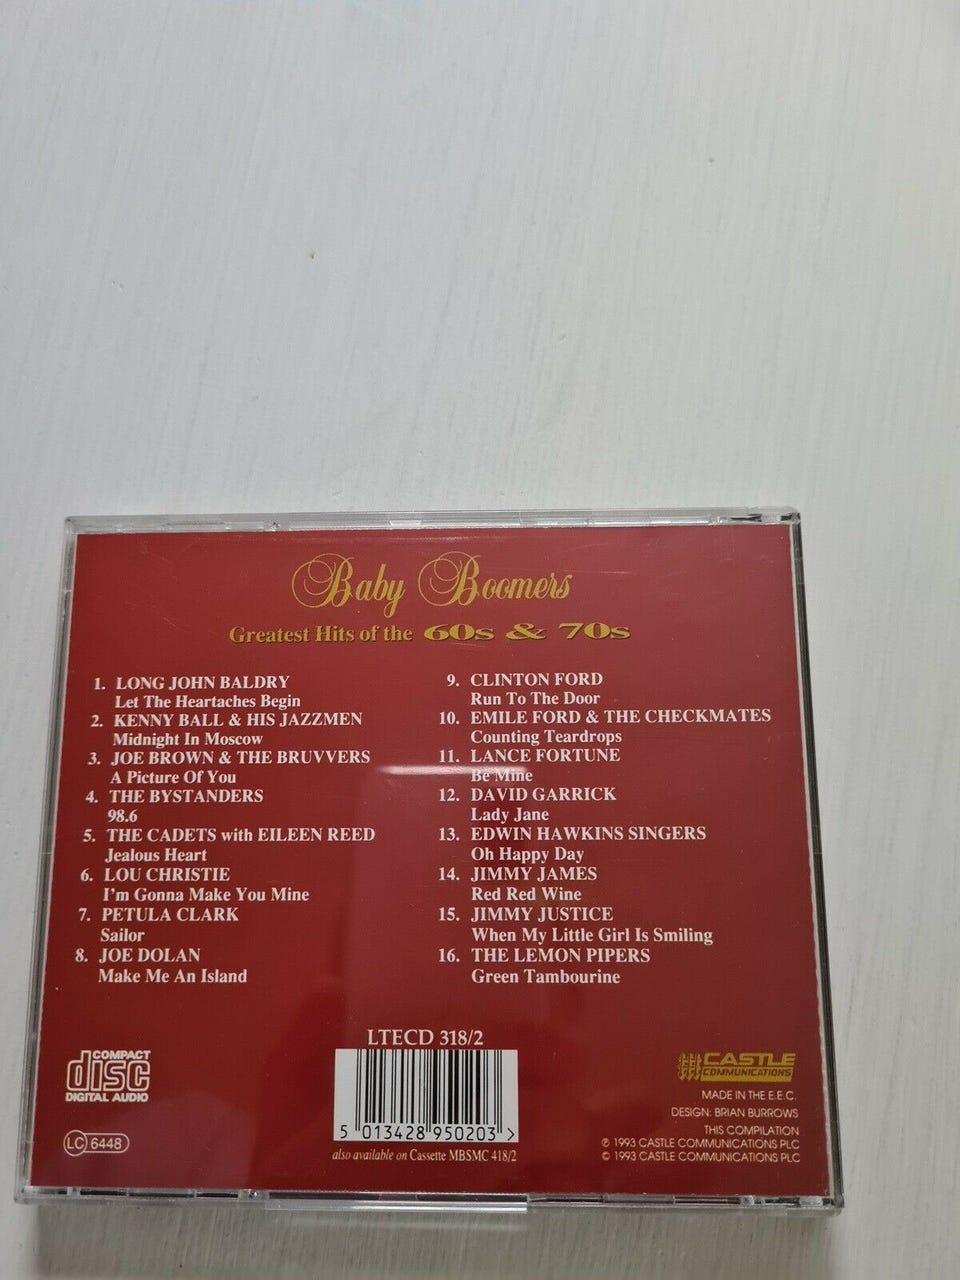 Baby Boomers
Greatest Hits of the 60s & 70s
1. LONG JOHN BALDRY
Let The Heartaches Begin
2. KENNY BALL & HIS JAZZMEN
Midnight In Moscow
3. JOE BROWN & THE BRUVVERS
A Picture Of You
4. THE BYSTANDERS
98.6
5. THE CADETS with EILEEN REED
Jealous Heart
6. LOU CHRISTIE
I'm Gonna Make You Mine
7. PETULA CLARK
Sailor
8. JOE DOLAN
Make Me An Island
9. CLINTON FORD
Run To The Door
10. EMILE FORD & THE CHECKMATES
Counting Teardrops
11. LANCE FORTUNE
Be Mine
12. DAVID GARRICK
Lady Jane
13. EDWIN HAWKINS SINGERS
Oh Happy Day
14. JIMMY JAMES
Red Red Wine
15. JIMMY JUSTICE
When My Little Girl Is Smiling
16. THE LEMON PIPERS
Green Tambourine
COMPACT
disc
DIGITAL AUDIO
LC 6448
LTECD 318/2
5 013428 950203 >
also available on Cassette MBSMC 418/2
CASTLE
COMMUNICATIONS
MADE IN THE E.E.C.
DESIGN: BRIAN BURROWS
THIS COMPILATION
℗ 1993 CASTLE COMMUNICATIONS PLC
© 1993 CASTLE COMMUNICATIONS PLC